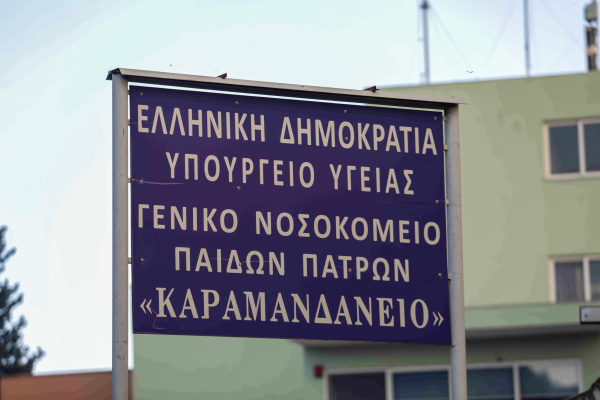 ΕΛΛΗΝΙΚΗ ΔΗΜΟΚΡΑΤΙΑ
ΥΠΟΥΡΓΕΙΟ ΥΓΕΙΑΣ
ΓΕΝΙΚΟ ΝΟΣΟΚΟΜΕΙΟ
ΠΑΙΔΩΝ ΠΑΤΡΩΝ
«ΚΑΡΑΜΑΝΔΑΝΕΙΟ»